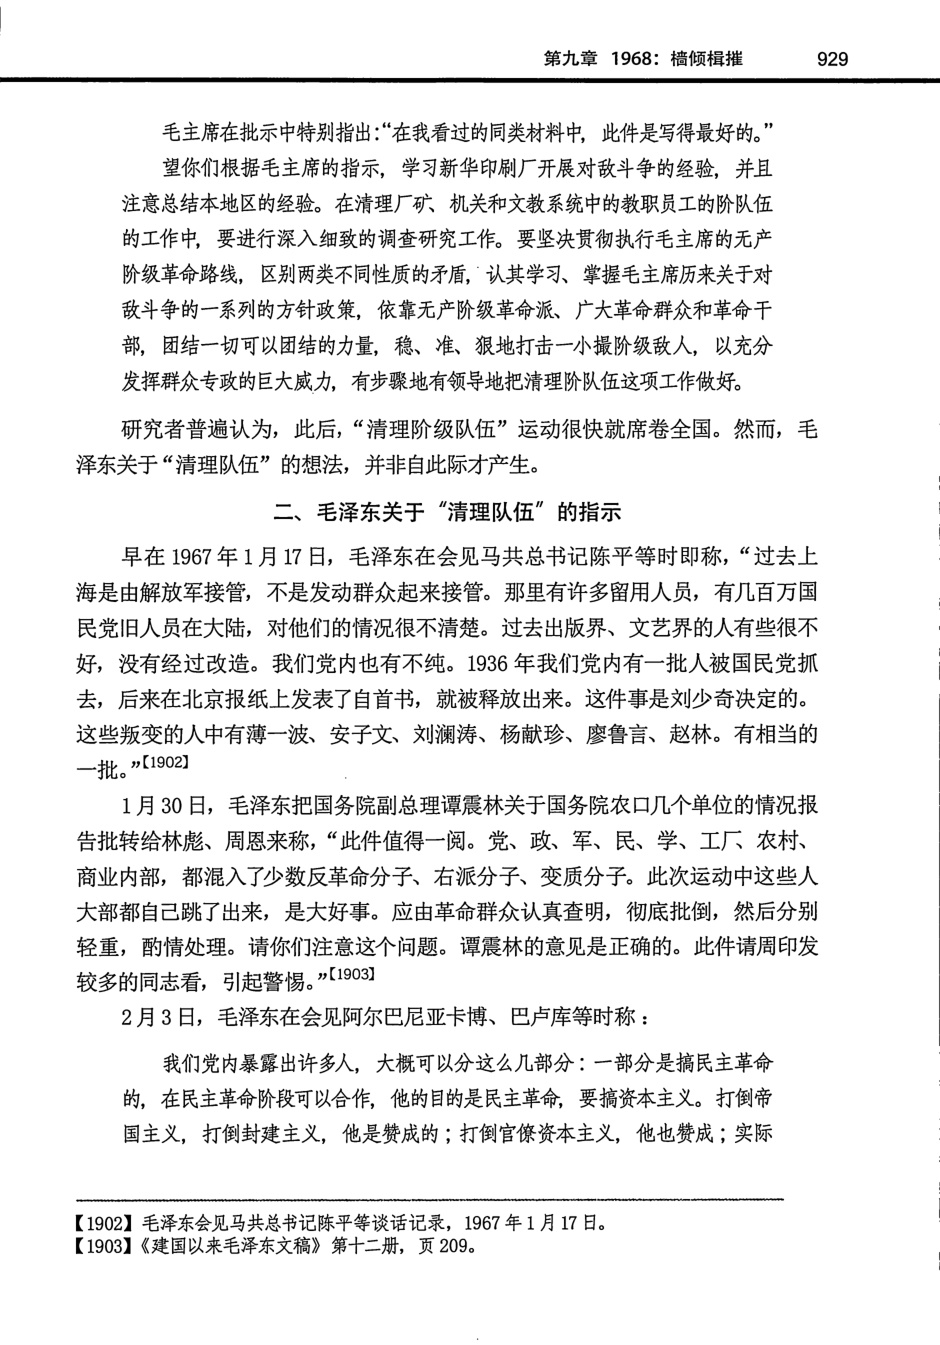 第九章 1968：樯倾楫摧 929
毛主席在批示中特别指出：“在我看过的同类材料中，此件是写得最好的。”
望你们根据毛主席的指示，学习新华印刷厂开展对敌斗争的经验，并且
注意总结本地区的经验。在清理厂矿、机关和文教系统中的教职员工的阶队伍
的工作中，要进行深入细致的调查研究工作。要坚决贯彻执行毛主席的无产
阶级革命路线，区别两类不同性质的矛盾，认其学习、掌握毛主席历来关于对
敌斗争的一系列的方针政策，依靠无产阶级革命派、广大革命群众和革命干
部，团结一切可以团结的力量，稳、准、狠地打击一小撮阶级敌人，以充分
发挥群众专政的巨大威力，有步骤地有领导地把清理阶队伍这项工作做好。
研究者普遍认为，此后，“清理阶级队伍”运动很快就席卷全国。然而，毛
泽东关于“清理队伍”的想法，并非自此际才产生。
二、毛泽东关于“清理队伍”的指示
早在 1967 年 1 月 17 日，毛泽东在会见马共总书记陈平等时即称，“过去上
海是由解放军接管，不是发动群众起来接管。那里有许多留用人员，有几百万国
民党旧人员在大陆，对他们的情况很不清楚。过去出版界、文艺界的人有些很不
好，没有经过改造。我们党内也有不纯。1936 年我们党内有一批人被国民党抓
去，后来在北京报纸上发表了自首书，就被释放出来。这件事是刘少奇决定的。
这些叛变的人中有薄一波、安子文、刘澜涛、杨献珍、廖鲁言、赵林。有相当的
一批。”【1902】
1 月 30 日，毛泽东把国务院副总理谭震林关于国务院农口几个单位的情况报
告批转给林彪、周恩来称，“此件值得一阅。党、政、军、民、学、工厂、农村、
商业内部，都混入了少数反革命分子、右派分子、变质分子。此次运动中这些人
大部都自己跳了出来，是大好事。应由革命群众认真查明，彻底批倒，然后分别
轻重，酌情处理。请你们注意这个问题。谭震林的意见是正确的。此件请周印发
较多的同志看，引起警惕。”【1903】
2 月 3 日，毛泽东在会见阿尔巴尼亚卡博、巴卢库等时称：
我们党内暴露出许多人，大概可以分这么几部分：一部分是搞民主革命
的，在民主革命阶段可以合作，他的目的是民主革命，要搞资本主义。打倒帝
国主义，打倒封建主义，他是赞成的；打倒官僚资本主义，他也赞成；实际
【1902】毛泽东会见马共总书记陈平等谈话记录，1967 年 1 月 17 日。
【1903】《建国以来毛泽东文稿》第十二册，页 209。